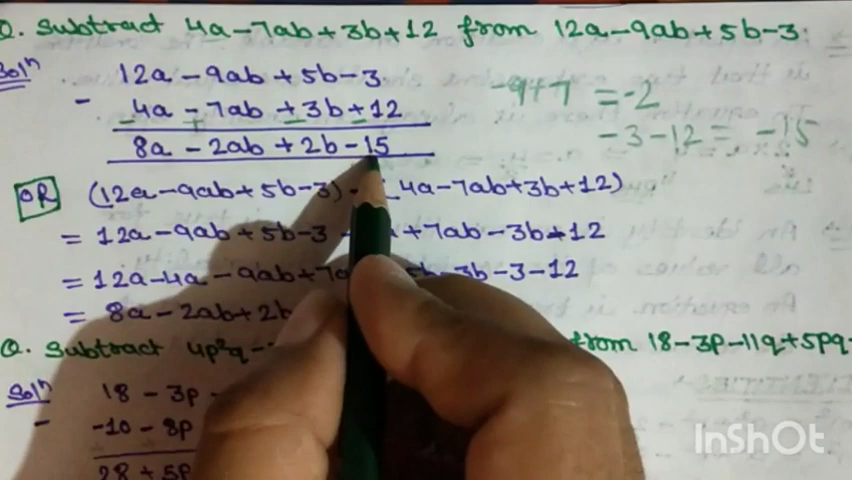 Q. Subtract 4a-7ab+3b+12 from 12a-9ab+5b-3
Solⁿ 12a - 9ab + 5b - 3
- 4a - 7ab + 3b + 12
- + - -
8a - 2ab + 2b - 15
-9+7 = -2
-3-12 = -15
OR (12a-9ab+5b-3) - (4a-7ab+3b+12)
= 12a-9ab+5b-3 +7ab-3b-12
= 12a-4a-9ab+7a 3b-3-12
= 8a-2ab+2b
Q. Subtract 4p²q - from 18-3p-11q+5pq-
Solⁿ 18 - 3p -
- -10 - 8p
28 + 5p
InShOt